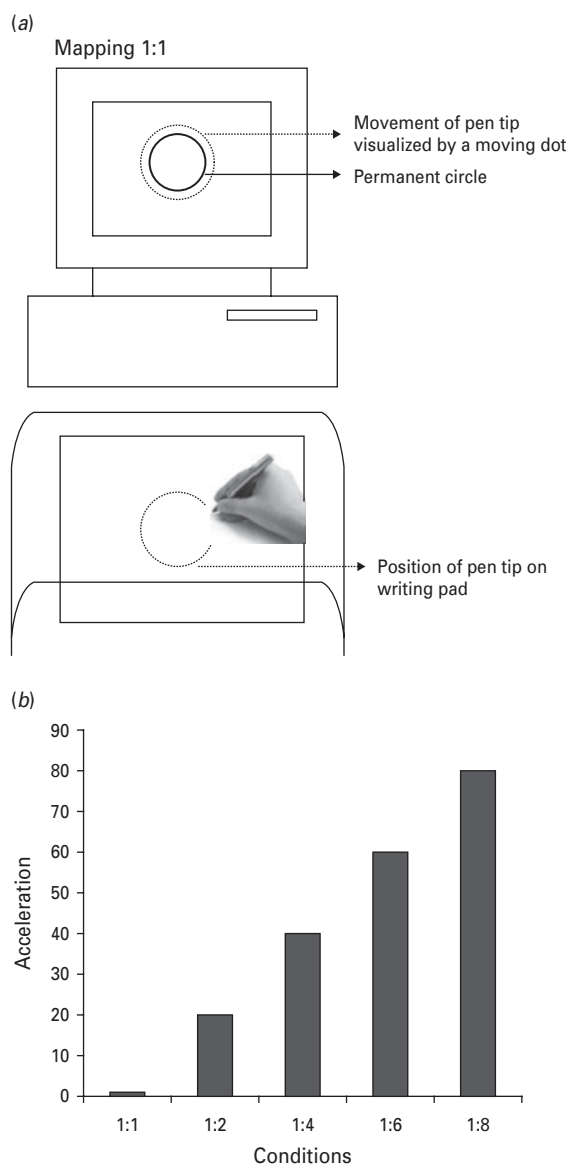 (a)
Mapping 1:1
Movement of pen tip
visualized by a moving dot
Permanent circle
Position of pen tip on
writing pad
(b)
90
80
70
60
50
40
30
20
10
0
Acceleration
1:1 1:2 1:4 1:6 1:8
Conditions